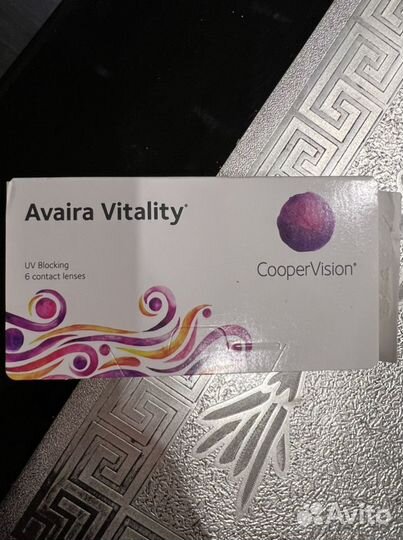 Avaira Vitality®
UV Blocking
6 contact lenses
CooperVision®
Avito